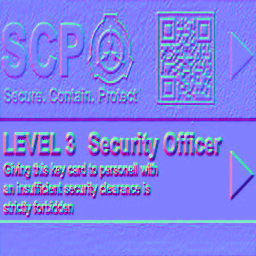 SCP
Secure. Contain. Protect
LEVEL 3 Security Officer
Giving this key card to personell with
an insufficient security clearance is
strictly forbidden